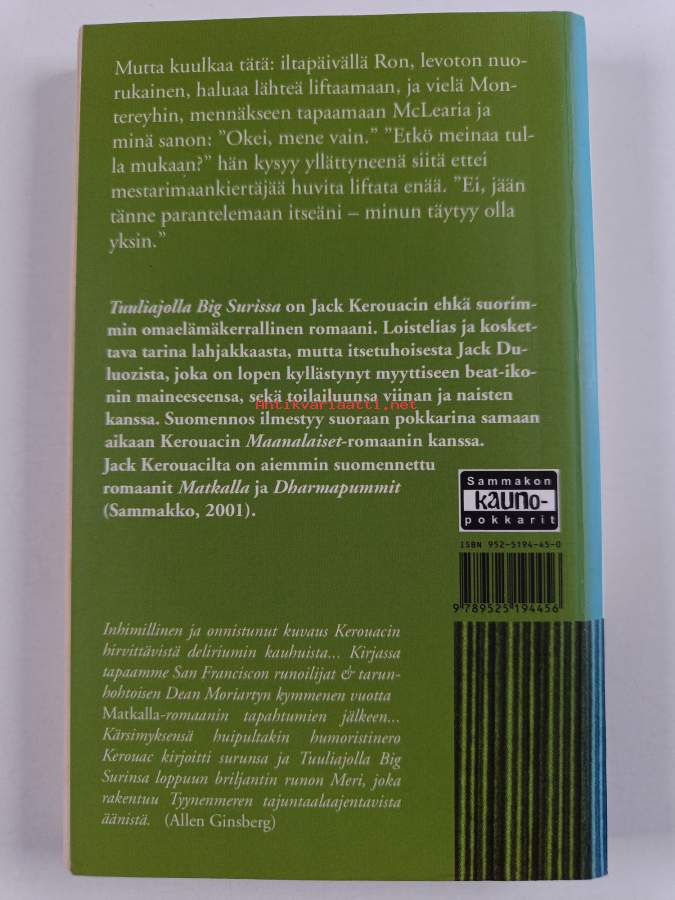 Mutta kuulkaa tätä: iltapäivällä Ron, levoton nuo-
rukainen, haluaa lähteä liftaamaan, ja vielä Mon-
tereyhin, mennäkseen tapaamaan McLearia ja
minä sanon: ”Okei, mene vain.” ”Etkö meinaa tul-
la mukaan?” hän kysyy yllättyneenä siitä ettei
mestarimaankiertäjää huvita liftata enää. ”Ei, jään
tänne parantelemaan itseäni – minun täytyy olla
yksin.”
Tuuliajolla Big Surissa on Jack Kerouacin ehkä suorim-
min omaelämäkerrallinen romaani. Loistelias ja kosket-
tava tarina lahjakkaasta, mutta itsetuhoisesta Jack Du-
luozista, joka on lopen kyllästynyt myyttiseen beat-iko-
nin maineeseensa, sekä toilailuunsa viinan ja naisten
kanssa. Suomennos ilmestyy suoraan pokkarina samaan
aikaan Kerouacin Maanalaiset-romaanin kanssa.
Jack Kerouacilta on aiemmin suomennettu
romaanit Matkalla ja Dharmapummit
(Sammakko, 2001).
Antikvariaatti.net
Sammakon
kauno-
pokkarit
ISBN 952-5194-45-0
9 789525 194456
Inhimillinen ja onnistunut kuvaus Kerouacin
hirvittävistä deliriumin kauhuista... Kirjassa
tapaamme San Franciscon runoilijat & tarun-
hohtoisen Dean Moriartyn kymmenen vuotta
Matkalla-romaanin tapahtumien jälkeen...
Kärsimyksensä huipultakin humoristinero
Kerouac kirjoitti surunsa ja Tuuliajolla Big
Surinsa loppuun briljantin runon Meri, joka
rakentuu Tyynenmeren tajuntaalaajentavista
äänistä. (Allen Ginsberg)